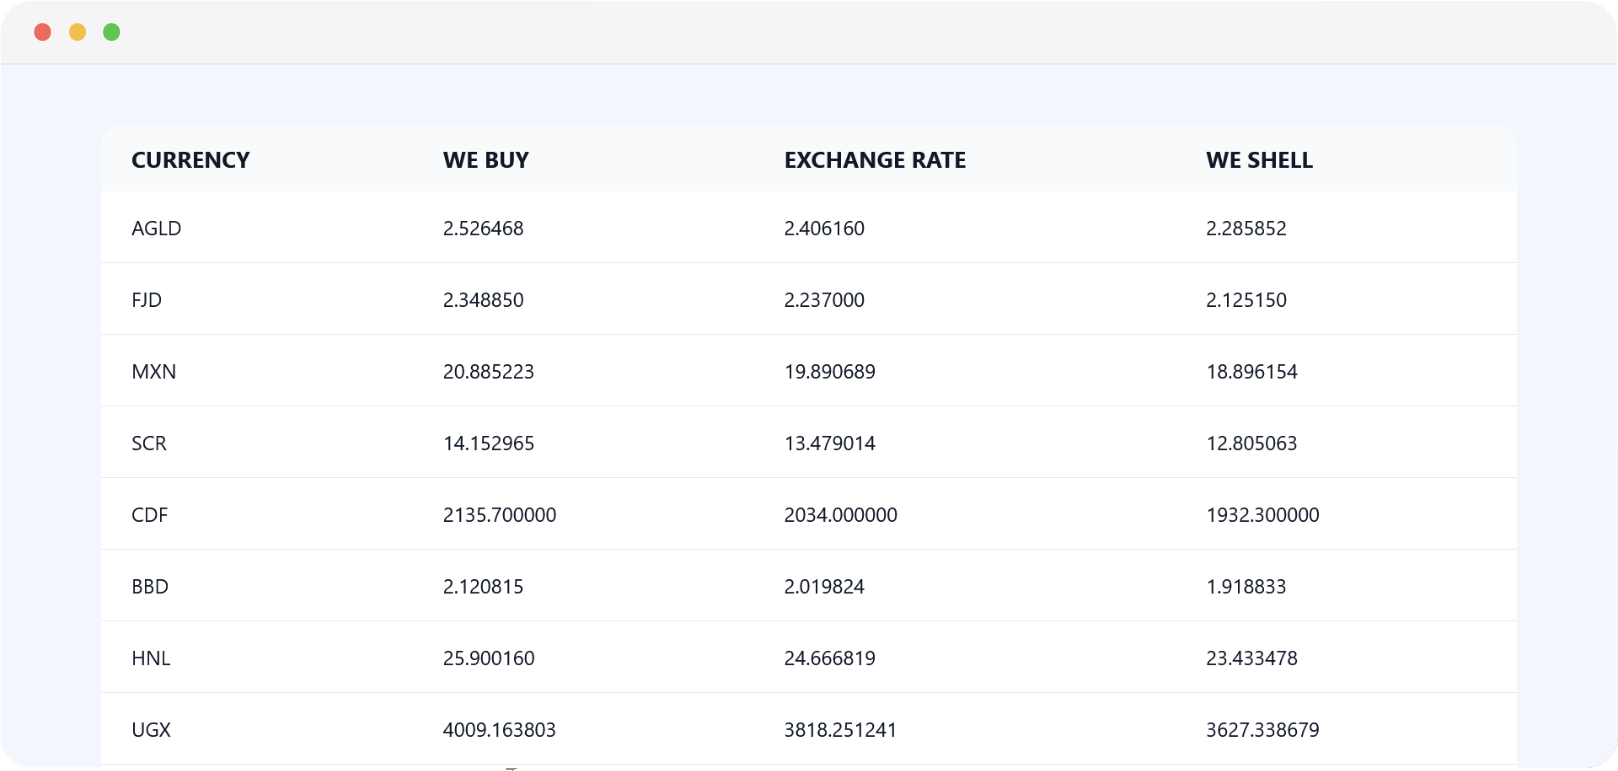 CURRENCY WE BUY EXCHANGE RATE WE SHELL
AGLD 2.526468 2.406160 2.285852
FJD 2.348850 2.237000 2.125150
MXN 20.885223 19.890689 18.896154
SCR 14.152965 13.479014 12.805063
CDF 2135.700000 2034.000000 1932.300000
BBD 2.120815 2.019824 1.918833
HNL 25.900160 24.666819 23.433478
UGX 4009.163803 3818.251241 3627.338679